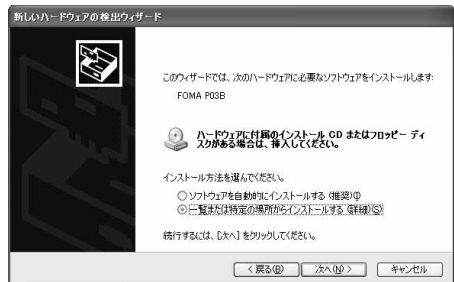 新しいハードウェアの検出ウィザード
このウィザードでは、次のハードウェアに必要なソフトウェアをインストールします:
FOMA P03B
ハードウェアに付属のインストール CD またはフロッピー ディ
スクがある場合は、挿入してください。
インストール方法を選んでください。
ソフトウェアを自動的にインストールする (推奨)(I)
一覧または特定の場所からインストールする (詳細)(S)
続行するには、[次へ] をクリックしてください。
< 戻る(B) 次へ(N) > キャンセル